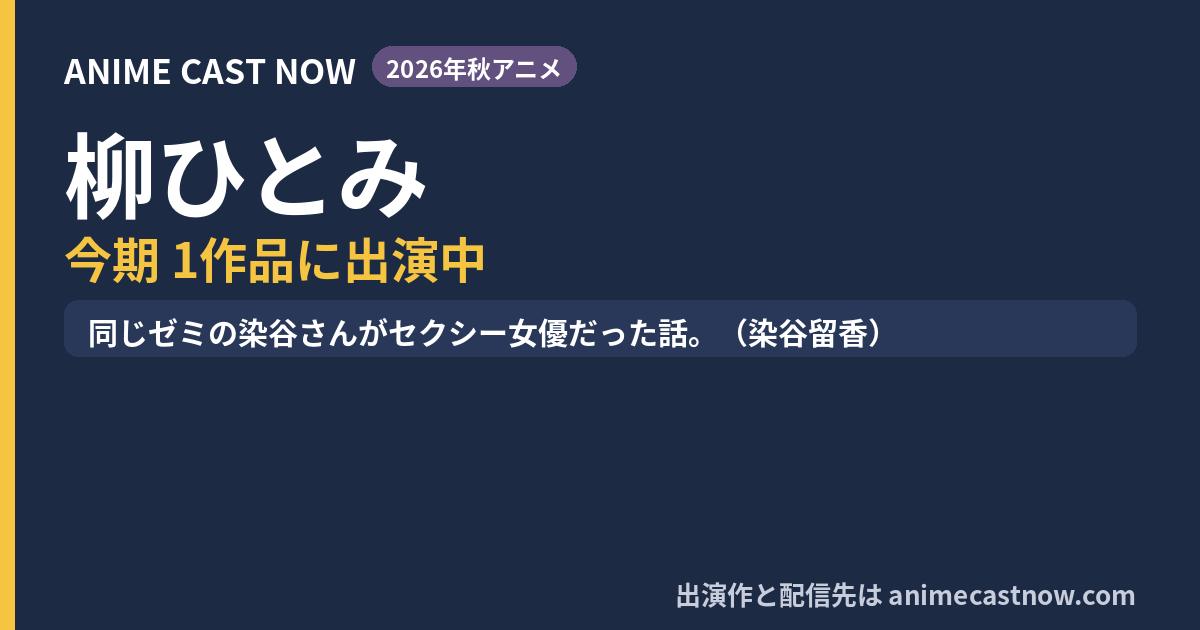 ANIME CAST NOW 2026年秋アニメ
柳ひとみ
今期 1作品に出演中
同じゼミの染谷さんがセクシー女優だった話。（染谷留香）
出演作と配信先は animecastnow.com